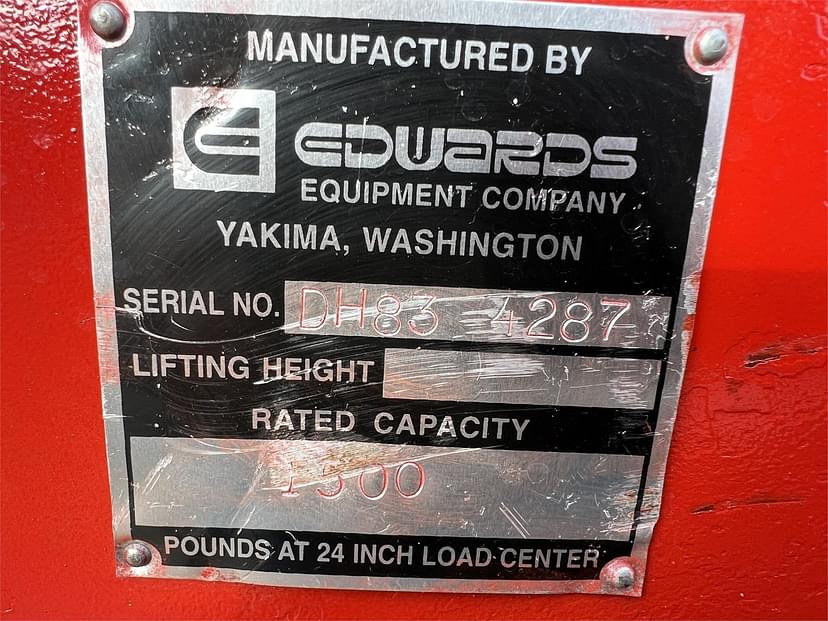 MANUFACTURED BY
EDWARDS
EQUIPMENT COMPANY
YAKIMA, WASHINGTON
SERIAL NO. DH83 4287
LIFTING HEIGHT
RATED CAPACITY
POUNDS AT 24 INCH LOAD CENTER